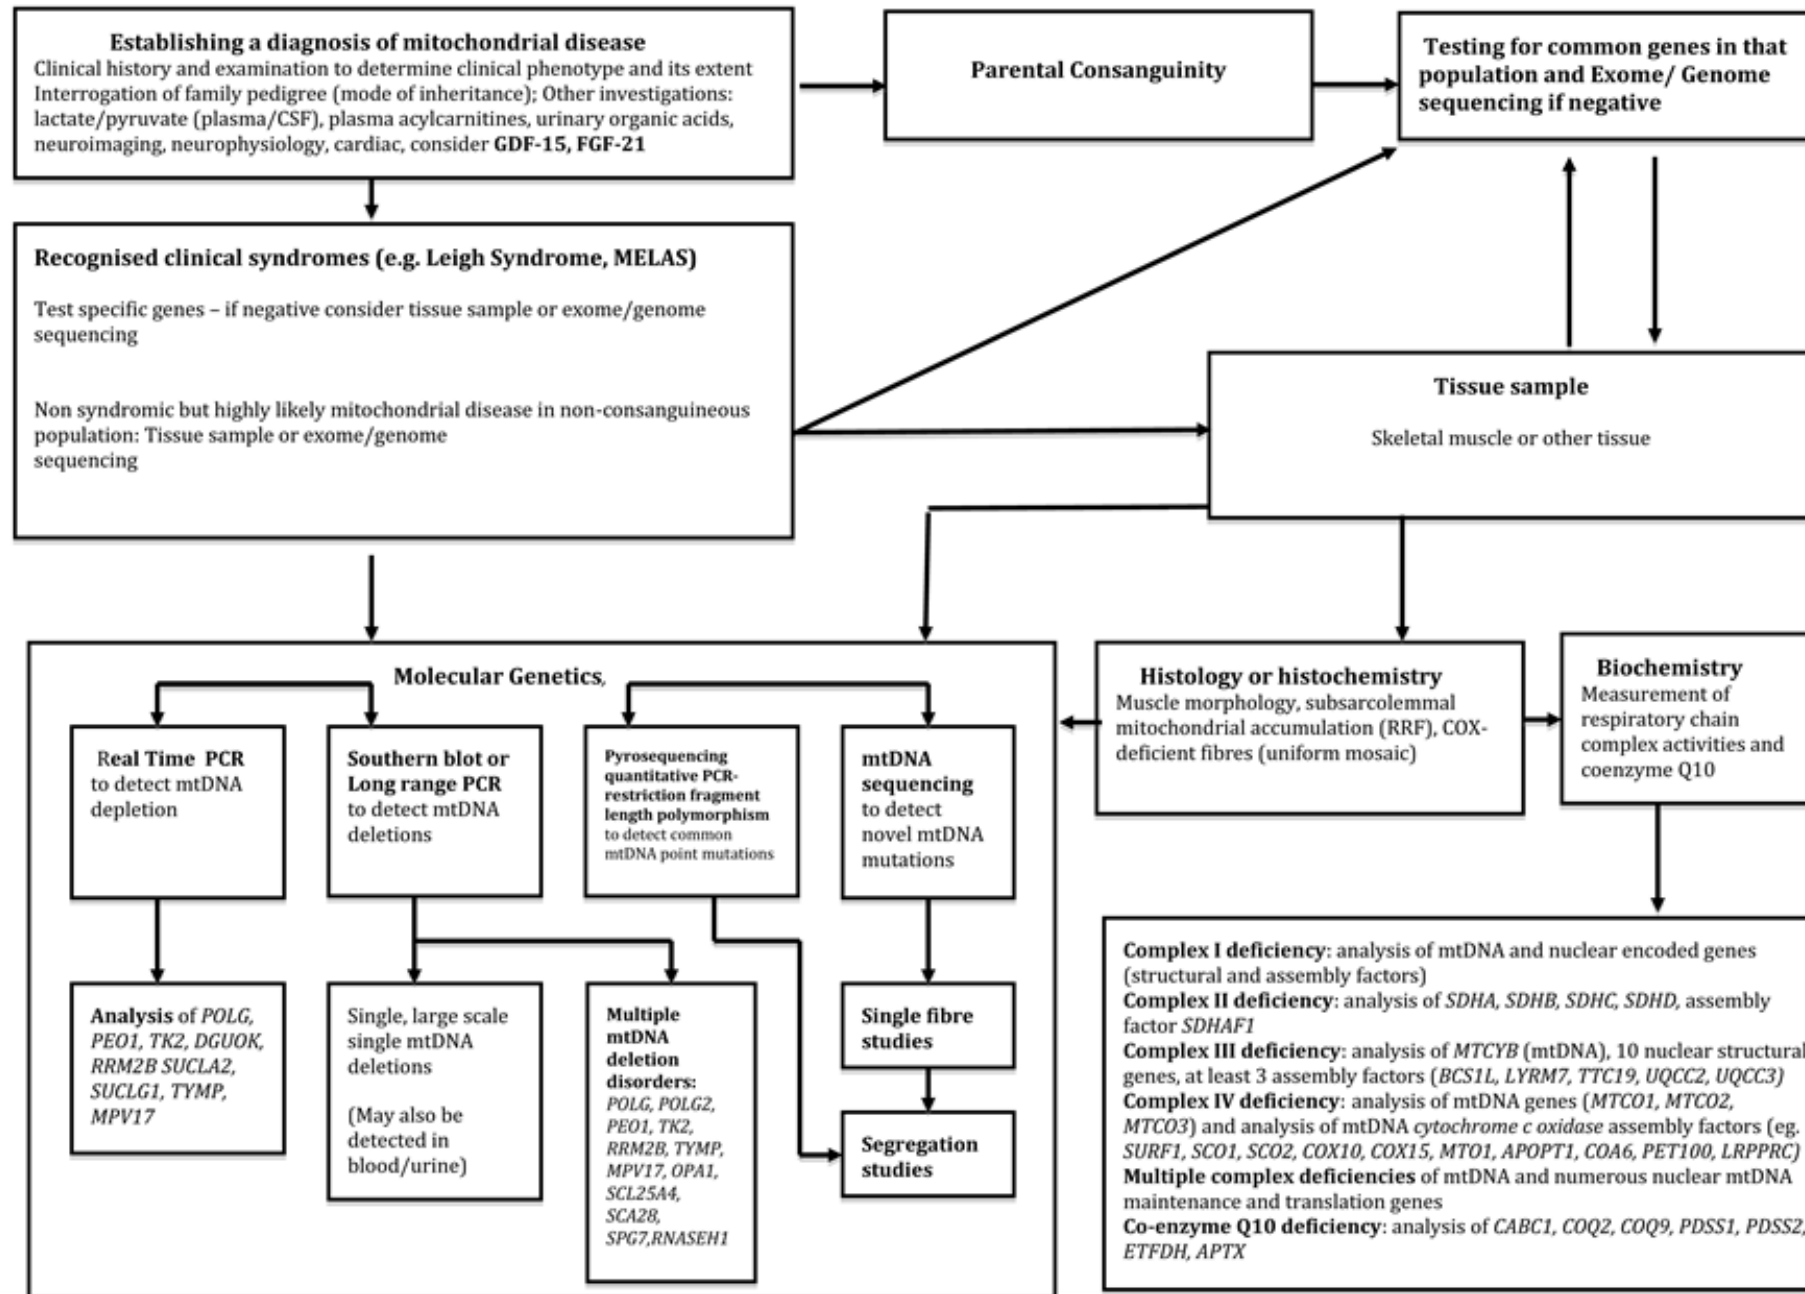 Establishing a diagnosis of mitochondrial disease
Clinical history and examination to determine clinical phenotype and its extent
Interrogation of family pedigree (mode of inheritance); Other investigations:
lactate/pyruvate (plasma/CSF), plasma acylcarnitines, urinary organic acids,
neuroimaging, neurophysiology, cardiac, consider GDF-15, FGF-21
Parental Consanguinity
Testing for common genes in that
population and Exome/ Genome
sequencing if negative
Recognised clinical syndromes (e.g. Leigh Syndrome, MELAS)
Test specific genes – if negative consider tissue sample or exome/genome
sequencing
Non syndromic but highly likely mitochondrial disease in non-consanguineous
population: Tissue sample or exome/genome
sequencing
Tissue sample
Skeletal muscle or other tissue
Molecular Genetics,
Real Time PCR
to detect mtDNA
depletion
Southern blot or
Long range PCR
to detect mtDNA
deletions
Pyrosequencing
quantitative PCR-
restriction fragment
length polymorphism
to detect common
mtDNA point mutations
mtDNA
sequencing
to detect
novel mtDNA
mutations
Analysis of POLG,
PEO1, TK2, DGUOK,
RRM2B SUCLA2,
SUCLG1, TYMP,
MPV17
Single, large scale
single mtDNA
deletions
(May also be
detected in
blood/urine)
Multiple
mtDNA
deletion
disorders:
POLG, POLG2,
PEO1, TK2,
RRM2B, TYMP,
MPV17, OPA1,
SCL25A4,
SCA28,
SPG7,RNASEH1
Single fibre
studies
Segregation
studies
Histology or histochemistry
Muscle morphology, subsarcolemmal
mitochondrial accumulation (RRF), COX-
deficient fibres (uniform mosaic)
Biochemistry
Measurement of
respiratory chain
complex activities and
coenzyme Q10
Complex I deficiency: analysis of mtDNA and nuclear encoded genes
(structural and assembly factors)
Complex II deficiency: analysis of SDHA, SDHB, SDHC, SDHD, assembly
factor SDHAF1
Complex III deficiency: analysis of MTCYB (mtDNA), 10 nuclear structural
genes, at least 3 assembly factors (BCS1L, LYRM7, TTC19, UQCC2, UQCC3)
Complex IV deficiency: analysis of mtDNA genes (MTCO1, MTCO2,
MTCO3) and analysis of mtDNA cytochrome c oxidase assembly factors (eg.
SURF1, SCO1, SCO2, COX10, COX15, MTO1, APOPT1, COA6, PET100, LRPPRC)
Multiple complex deficiencies of mtDNA and numerous nuclear mtDNA
maintenance and translation genes
Co-enzyme Q10 deficiency: analysis of CABC1, COQ2, COQ9, PDSS1, PDSS2,
ETFDH, APTX